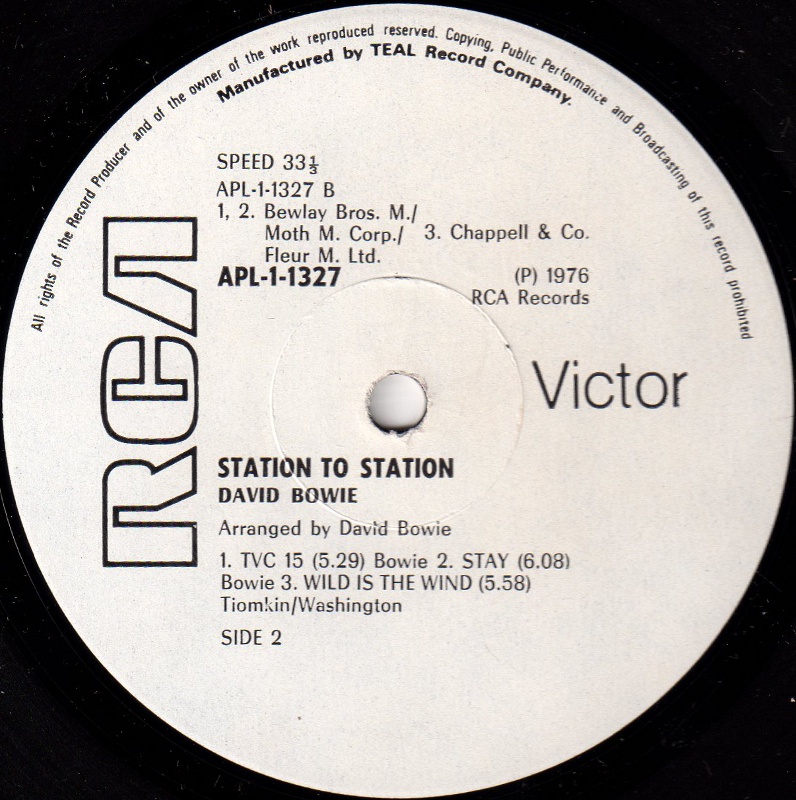 All rights of the Record Producer and of the owner of the work reproduced reserved. Copying, Public Performance and Broadcasting of this record prohibited
Manufactured by TEAL Record Company.
SPEED 33⅓
APL-1-1327 B
1, 2. Bewlay Bros. M./
Moth M. Corp./ 3. Chappell & Co.
Fleur M. Ltd.
APL-1-1327 (P) 1976
RCA Records
RCA
Victor
STATION TO STATION
DAVID BOWIE
Arranged by David Bowie
1. TVC 15 (5.29) Bowie 2. STAY (6.08)
Bowie 3. WILD IS THE WIND (5.58)
Tiomkin/Washington
SIDE 2